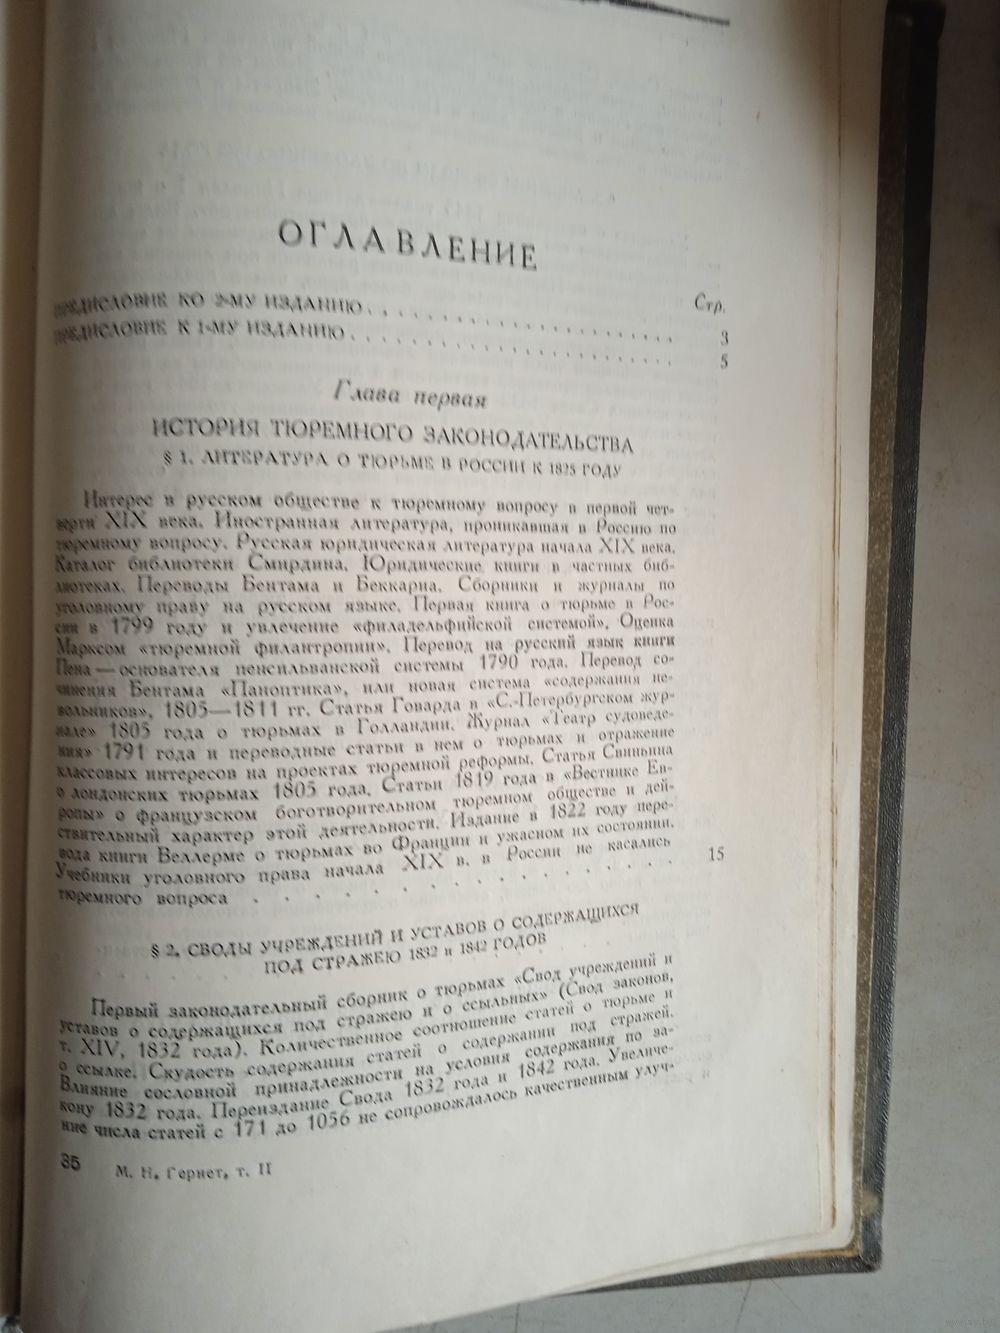 ОГЛАВЛЕНИЕ
Стр.
ПРЕДИСЛОВИЕ КО 2-МУ ИЗДАНИЮ . . . . . . . . . . . . . . . . 3
ПРЕДИСЛОВИЕ К 1-МУ ИЗДАНИЮ . . . . . . . . . . . . . . . . 5
Глава первая
ИСТОРИЯ ТЮРЕМНОГО ЗАКОНОДАТЕЛЬСТВА
§ 1. ЛИТЕРАТУРА О ТЮРЬМЕ В РОССИИ К 1825 ГОДУ
Интерес в русском обществе к тюремному вопросу в первой чет-
верти XIX века. Иностранная литература, проникавшая в Россию по
тюремному вопросу. Русская юридическая литература начала XIX века.
Каталог библиотеки Смирдина. Юридические книги в частных биб-
лиотеках. Переводы Бентама и Беккариа. Сборники и журналы по
уголовному праву на русском языке. Первая книга о тюрьме в Рос-
сии в 1799 году и увлечение «филадельфийской системой». Оценка
Марксом «тюремной филантропии». Перевод на русский язык книги
Пена — основателя пенсильванской системы 1790 года. Перевод со-
чинения Бентама «Паноптика», или новая система «содержания не-
вольников», 1805—1811 гг. Статья Говарда в «С.-Петербургском жур-
нале» 1805 года о тюрьмах в Голландии. Журнал «Театр судоведе-
ния» 1791 года и переводные статьи в нем о тюрьмах и отражение
классовых интересов на проектах тюремной реформы. Статья Свиньина
о лондонских тюрьмах 1805 года. Статьи 1819 года в «Вестнике Ев-
ропы» о французском боготворительном тюремном обществе и дей-
ствительный характер этой деятельности. Издание в 1822 году пере-
вода книги Веллерме о тюрьмах во Франции и ужасном их состоянии.
Учебники уголовного права начала XIX в. в России не касались
тюремного вопроса . . . . . . . . . . . . . . 15
§ 2. СВОДЫ УЧРЕЖДЕНИЙ И УСТАВОВ О СОДЕРЖАЩИХСЯ
ПОД СТРАЖЕЮ 1832 и 1842 ГОДОВ
Первый законодательный сборник о тюрьмах «Свод учреждений и
уставов о содержащихся под стражею и о ссыльных» (Свод законов,
т. XIV, 1832 года). Количественное соотношение статей о тюрьме и
о ссылке. Скудость содержания статей о содержании под стражей.
Влияние сословной принадлежности на условия содержания по за-
кону 1832 года. Переиздание Свода 1832 года и 1842 года. Увеличе-
ние числа статей с 171 до 1056 не сопровождалось качественным улуч-
35 М. Н. Гернет, т. II